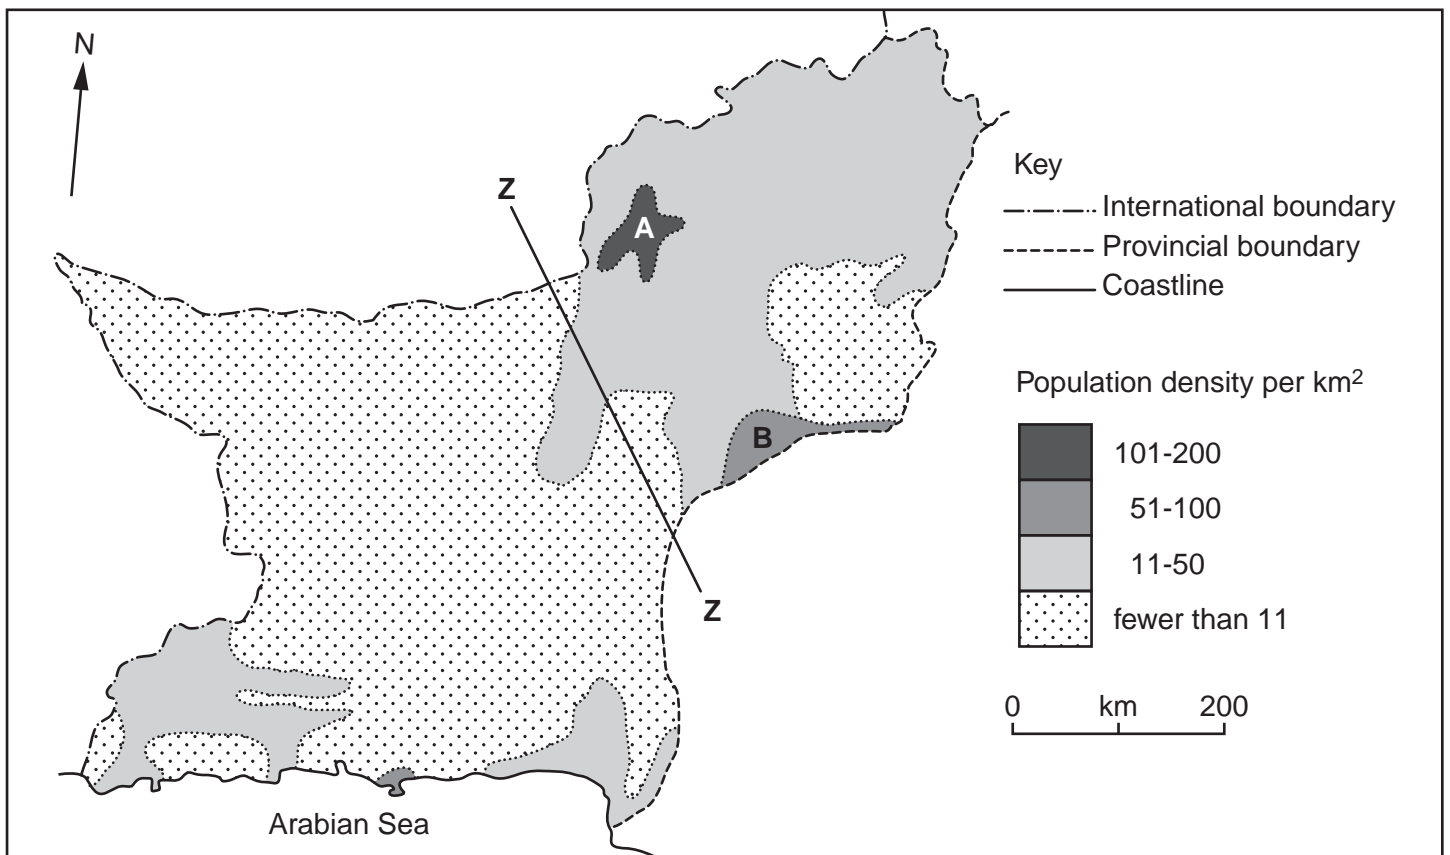 N
Z
A
B
Z
Arabian Sea
Key
International boundary
Provincial boundary
Coastline
Population density per km²
101-200
51-100
11-50
fewer than 11
0 km 200